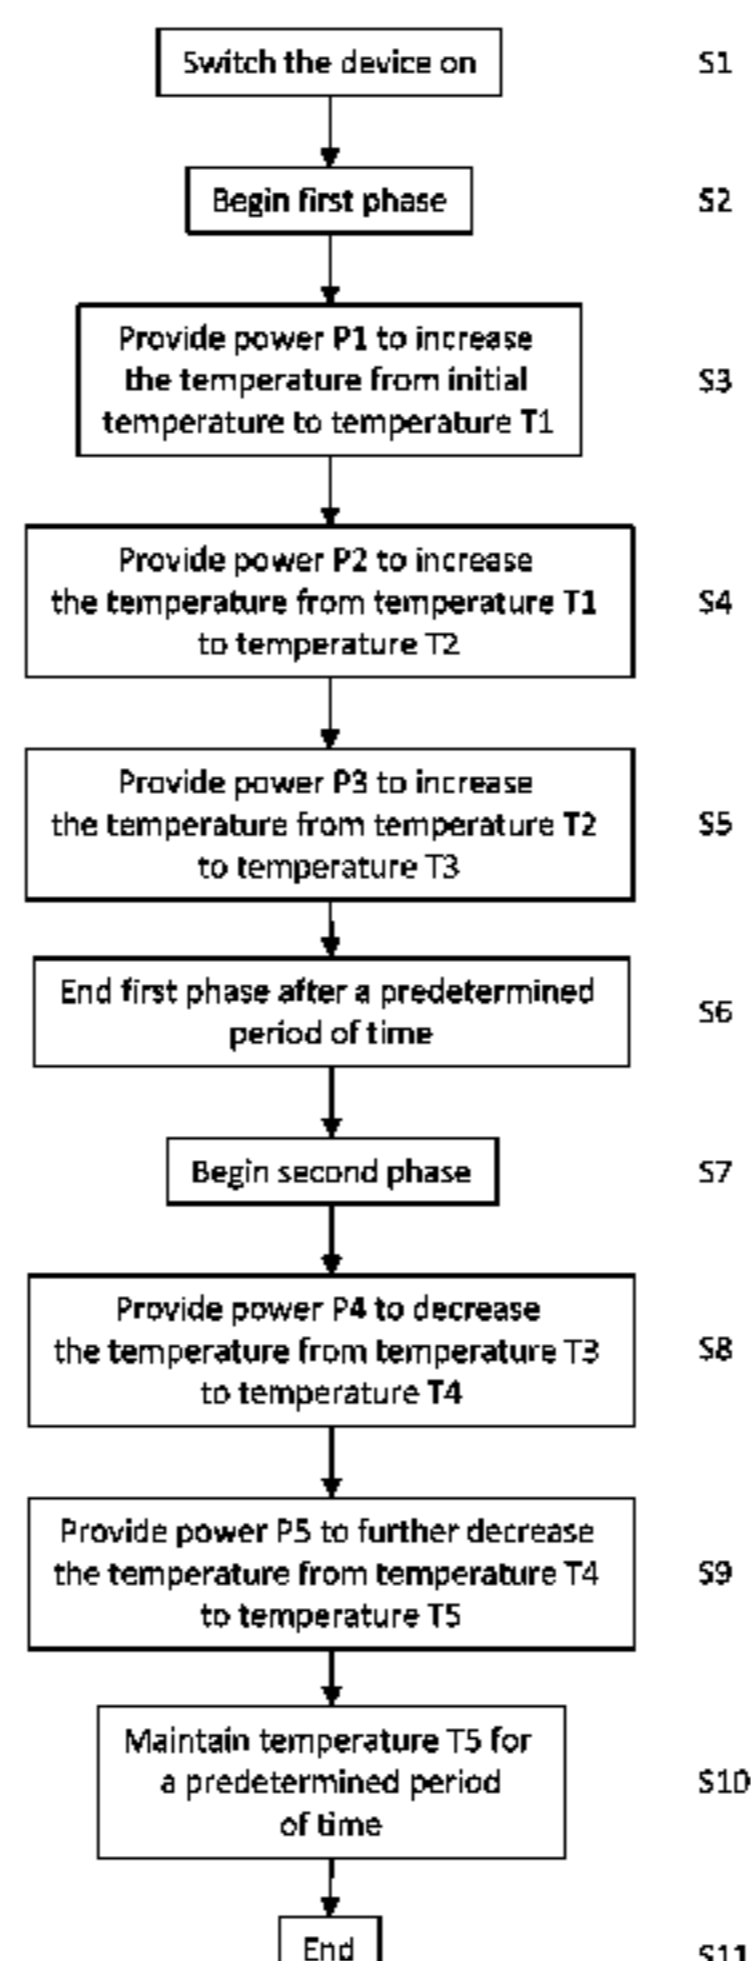 Switch the device on
S1
Begin first phase
S2
Provide power P1 to increase
the temperature from initial
temperature to temperature T1
S3
Provide power P2 to increase
the temperature from temperature T1
to temperature T2
S4
Provide power P3 to increase
the temperature from temperature T2
to temperature T3
S5
End first phase after a predetermined
period of time
S6
Begin second phase
S7
Provide power P4 to decrease
the temperature from temperature T3
to temperature T4
S8
Provide power P5 to further decrease
the temperature from temperature T4
to temperature T5
S9
Maintain temperature T5 for
a predetermined period
of time
S10
End
S11